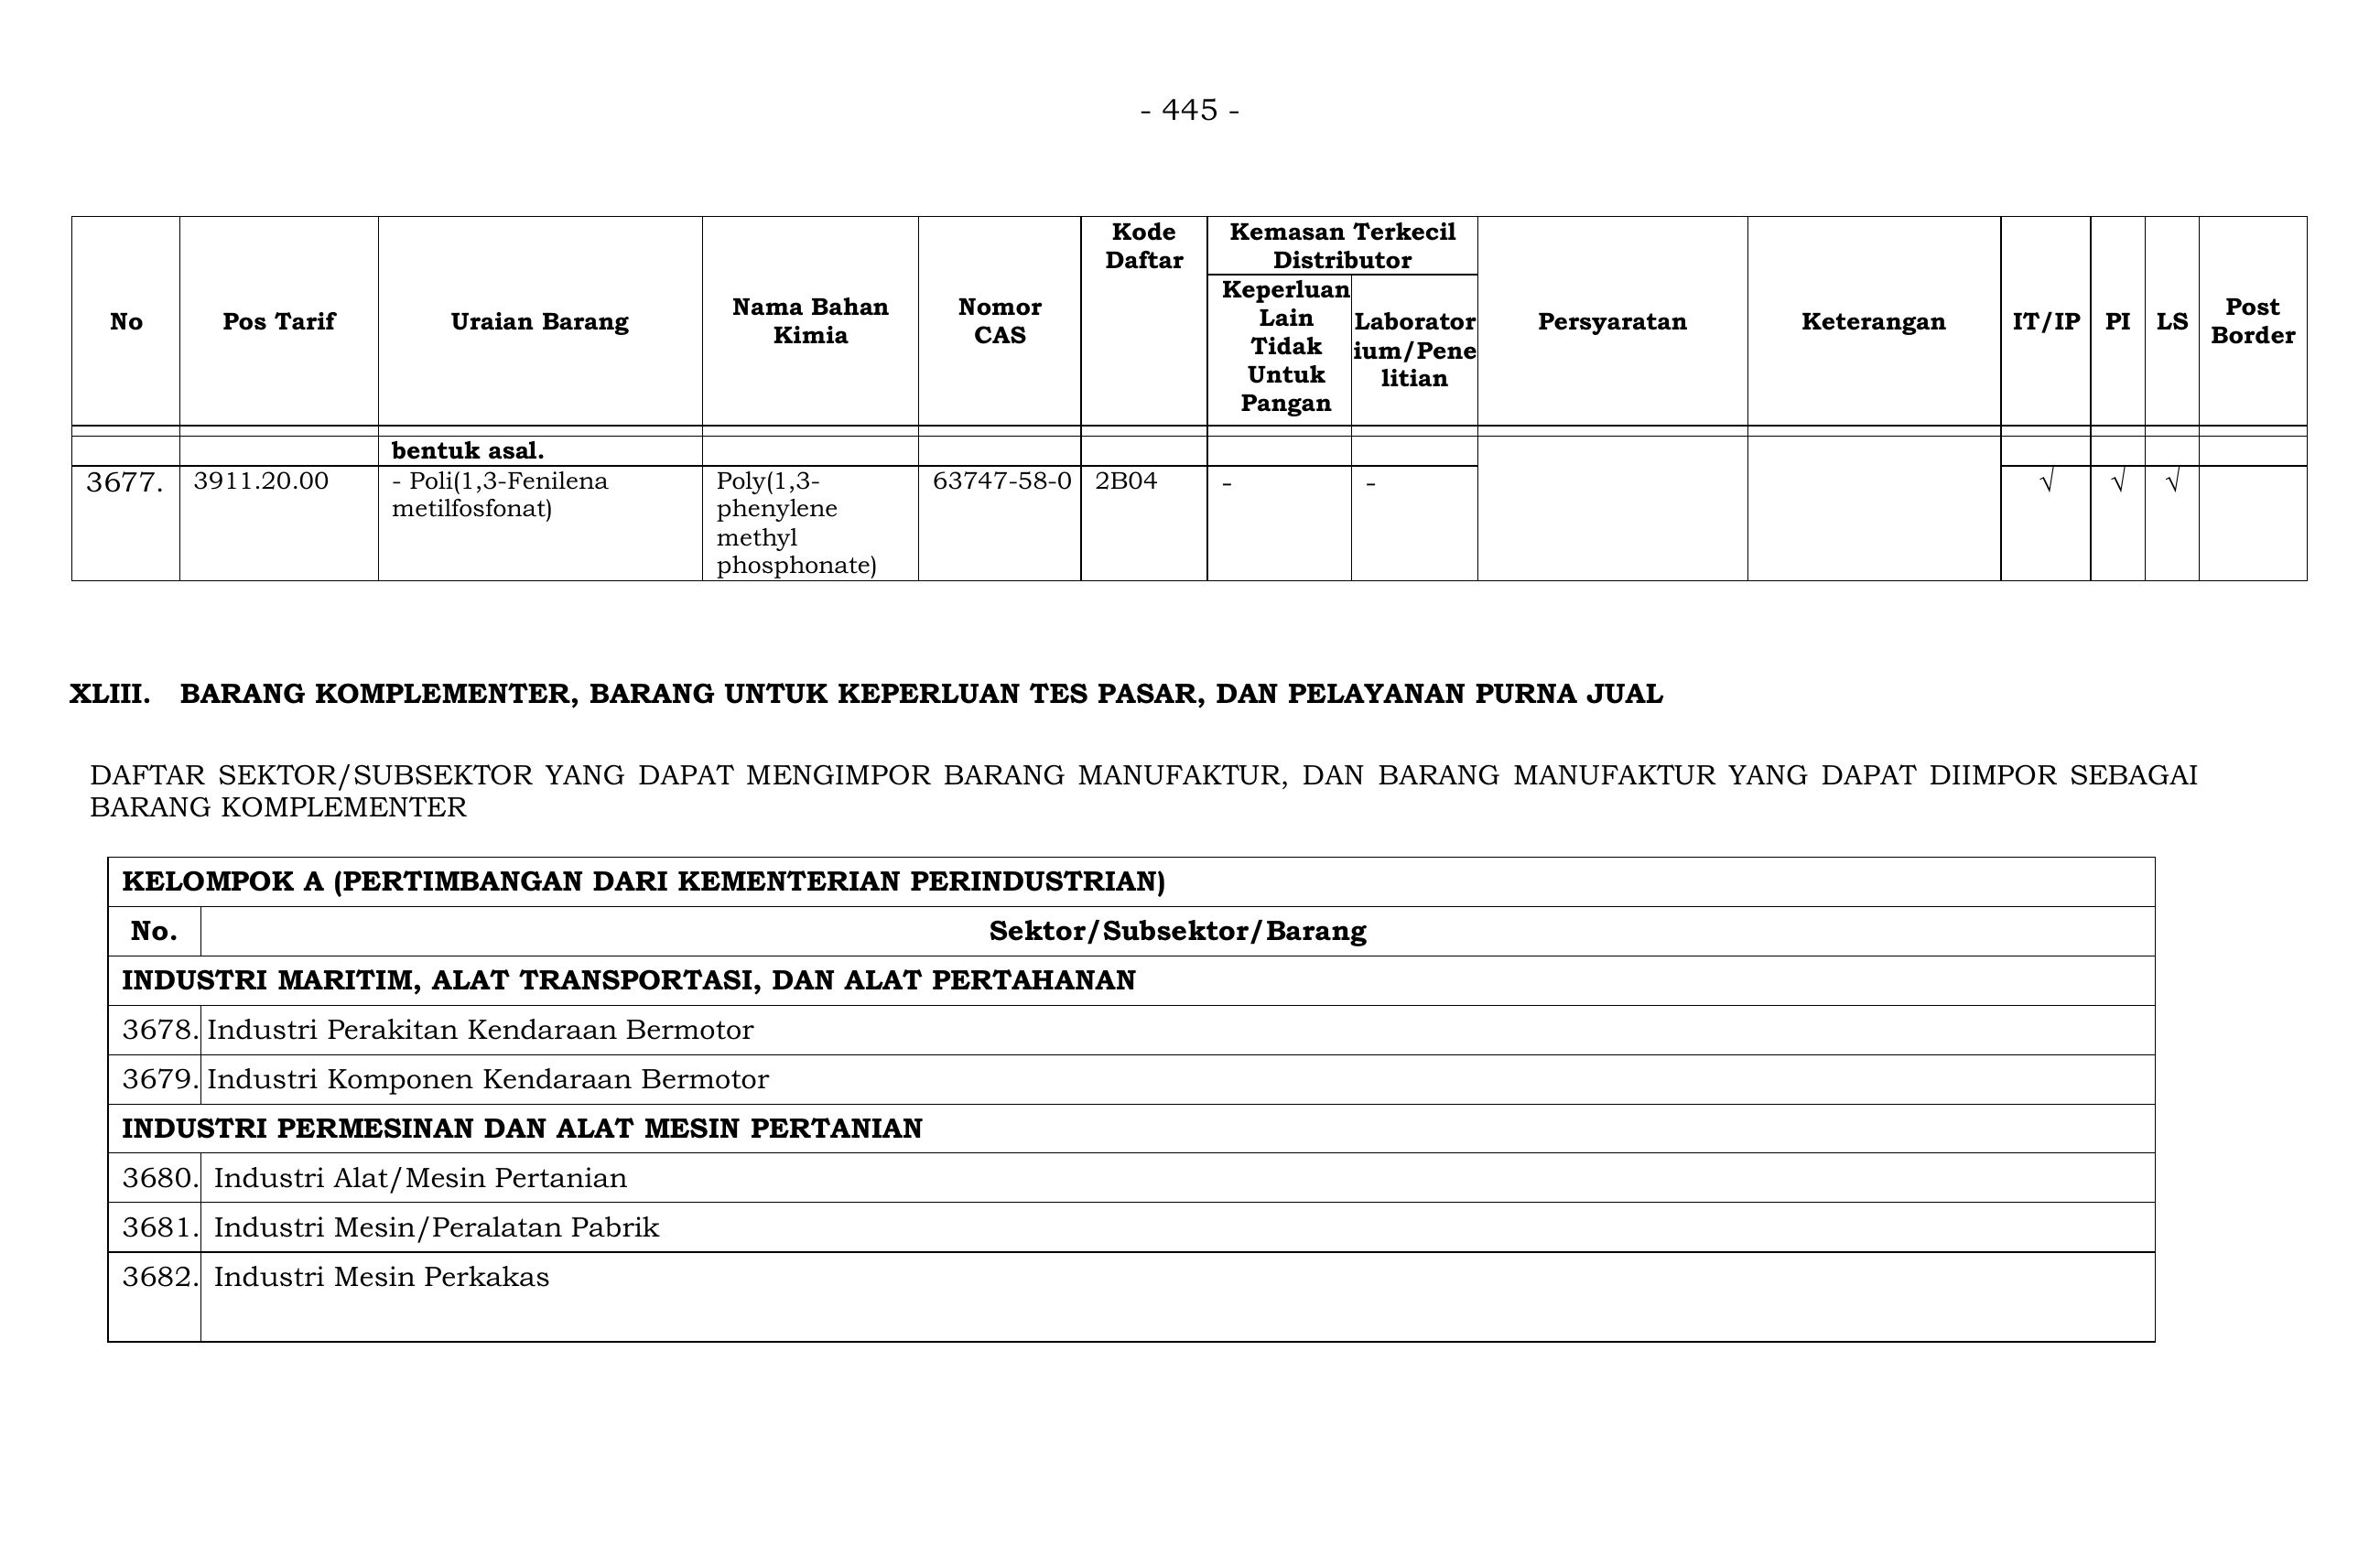 - 445 -
No
Pos Tarif
Uraian Barang
Nama Bahan
Kimia
Nomor
CAS
Kode
Daftar
Kemasan Terkecil
Distributor
Keperluan
Lain
Tidak
Untuk
Pangan
Laborator
ium/Pene
litian
Persyaratan
Keterangan
IT/IP
PI
LS
Post
Border
bentuk asal.
3677.
3911.20.00
- Poli(1,3-Fenilena
metilfosfonat)
Poly(1,3-
phenylene
methyl
phosphonate)
63747-58-0
2B04
-
-
√
√
√
XLIII. BARANG KOMPLEMENTER, BARANG UNTUK KEPERLUAN TES PASAR, DAN PELAYANAN PURNA JUAL
DAFTAR SEKTOR/SUBSEKTOR YANG DAPAT MENGIMPOR BARANG MANUFAKTUR, DAN BARANG MANUFAKTUR YANG DAPAT DIIMPOR SEBAGAI
BARANG KOMPLEMENTER
KELOMPOK A (PERTIMBANGAN DARI KEMENTERIAN PERINDUSTRIAN)
No. Sektor/Subsektor/Barang
INDUSTRI MARITIM, ALAT TRANSPORTASI, DAN ALAT PERTAHANAN
3678. Industri Perakitan Kendaraan Bermotor
3679. Industri Komponen Kendaraan Bermotor
INDUSTRI PERMESINAN DAN ALAT MESIN PERTANIAN
3680. Industri Alat/Mesin Pertanian
3681. Industri Mesin/Peralatan Pabrik
3682. Industri Mesin Perkakas